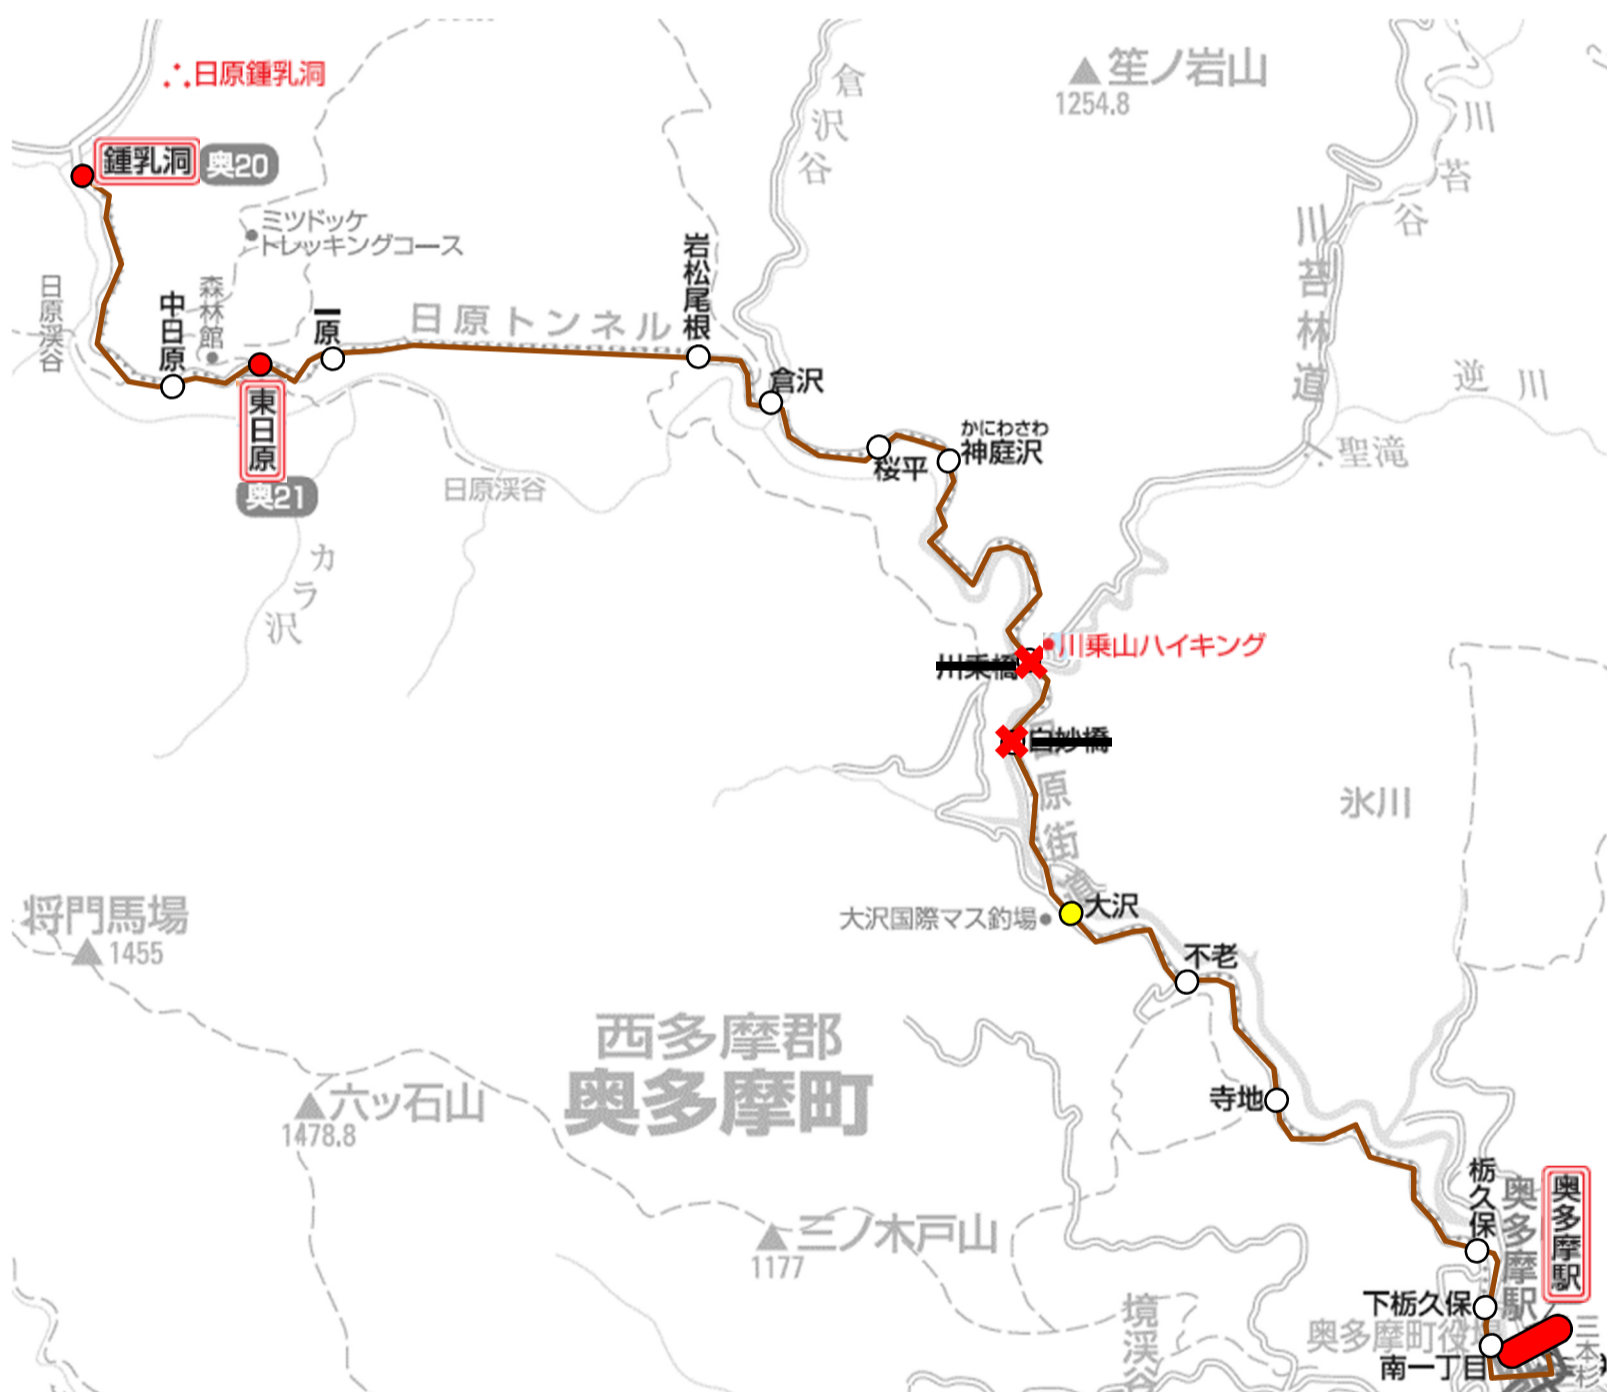 日原鍾乳洞
鍾乳洞
奥20
ミツドッケ
トレッキングコース
日原渓谷
中日原
森林館
一原
東日原
奥21
日原トンネル
岩松尾根
倉沢谷
笙ノ岩山
1254.8
川苔谷
川苔林道
逆川
聖滝
倉沢
桜平
かにわさわ
神庭沢
日原渓谷
カラ沢
川乗山ハイキング
川乗橋
白妙橋
日原街道
氷川
大沢国際マス釣場
大沢
不老
将門馬場
1455
西多摩郡
奥多摩町
六ッ石山
1478.8
寺地
三ノ木戸山
1177
栃久保
奥多摩駅
奥多摩駅
下栃久保
境渓谷
奥多摩町役場
南一丁目
三本杉